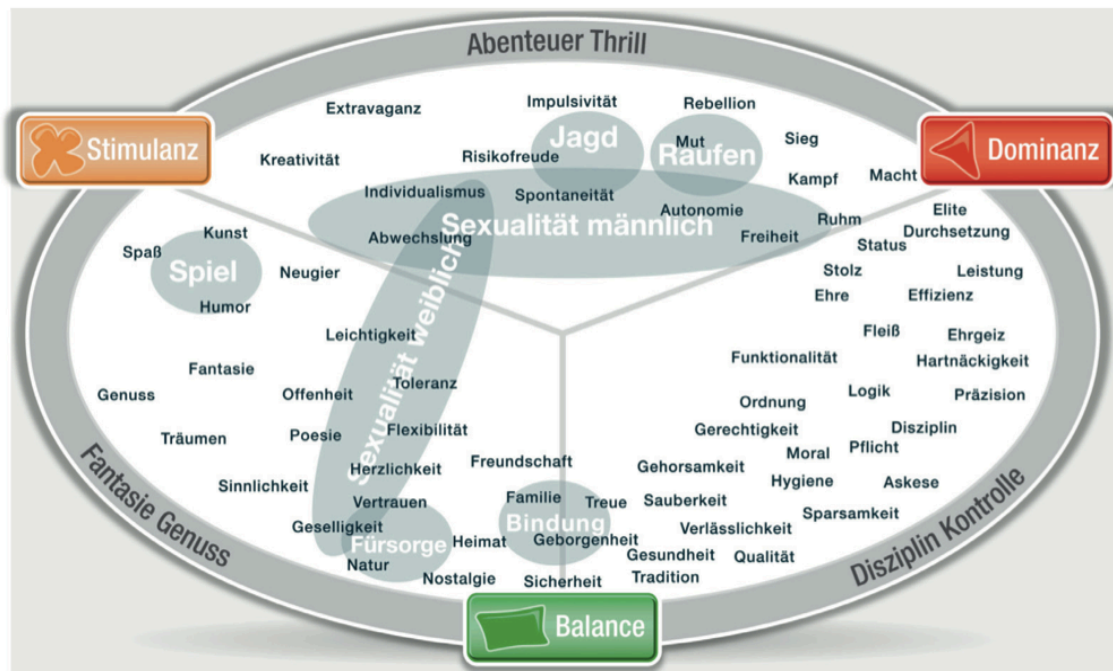 Abenteuer Thrill
Extravaganz
Impulsivität
Rebellion
Jagd
Mut
Raufen
Sieg
Stimulanz
Dominanz
Kreativität
Risikofreude
Kampf
Macht
Individualismus
Spontaneität
Autonomie
Ruhm
Elite
Sexualität männlich
Freiheit
Durchsetzung
Abwechslung
Status
Kunst
Spaß
Spiel
Neugier
Humor
Stolz
Leistung
Ehre
Effizienz
Sexualität weiblich
Leichtigkeit
Fleiß
Ehrgeiz
Funktionalität
Hartnäckigkeit
Fantasie
Genuss
Offenheit
Toleranz
Logik
Präzision
Ordnung
Träumen
Poesie
Flexibilität
Gerechtigkeit
Disziplin
Moral
Pflicht
Herzlichkeit
Freundschaft
Gehorsamkeit
Hygiene
Askese
Sinnlichkeit
Vertrauen
Familie
Treue
Sauberkeit
Sparsamkeit
Geselligkeit
Bindung
Verlässlichkeit
Fürsorge
Heimat
Geborgenheit
Gesundheit
Qualität
Natur
Nostalgie
Sicherheit
Tradition
Fantasie Genuss
Disziplin Kontrolle
Balance